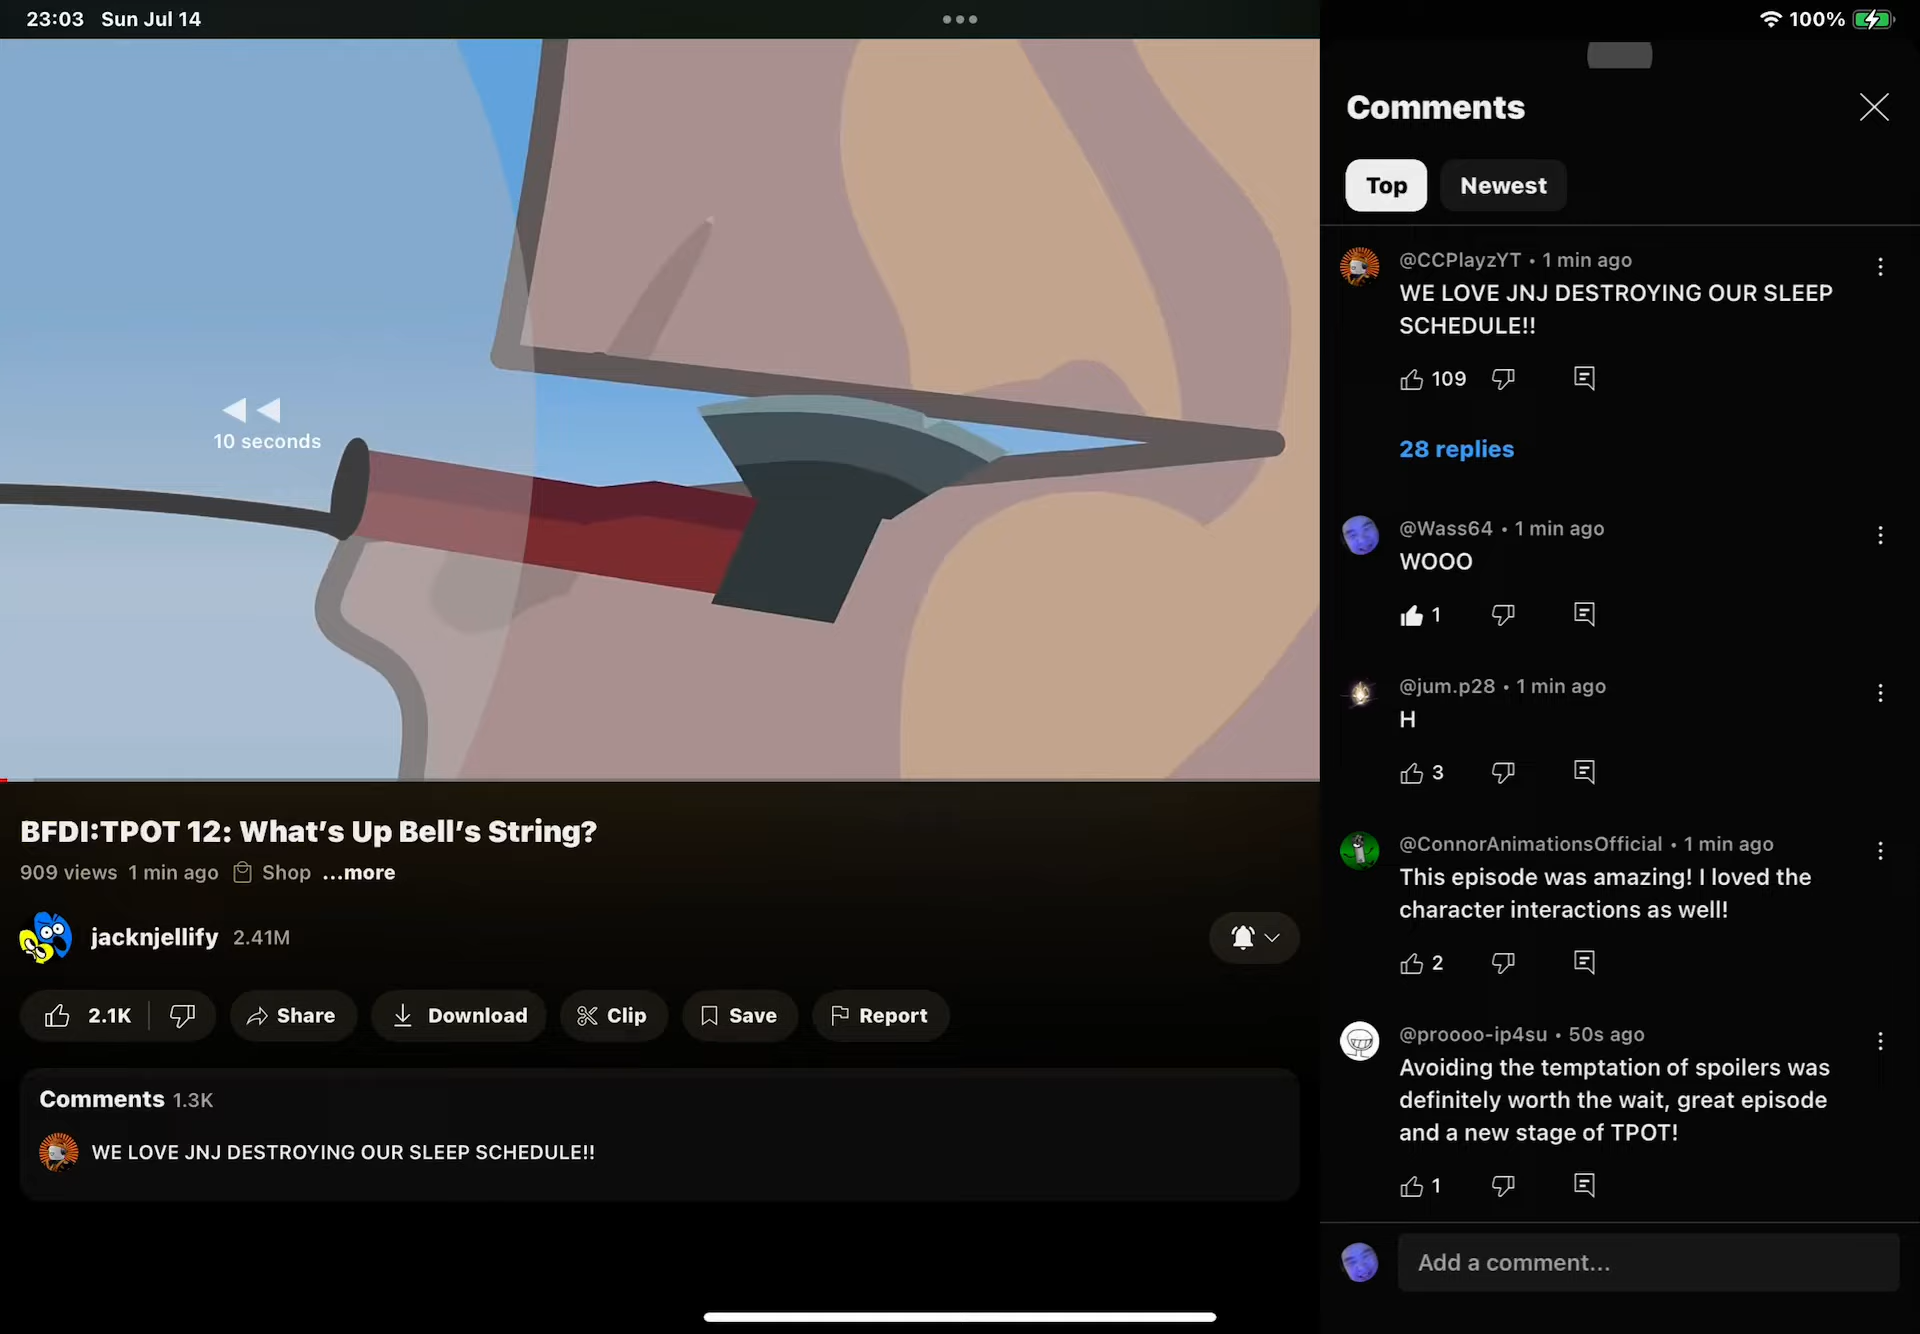 23:03 Sun Jul 14
100%
10 seconds
BFDI:TPOT 12: What's Up Bell's String?
909 views 1 min ago Shop ...more
jacknjellify 2.41M
2.1K Share Download Clip Save Report
Comments 1.3K
WE LOVE JNJ DESTROYING OUR SLEEP SCHEDULE!!
Comments
Top Newest
@CCPlayzYT • 1 min ago
WE LOVE JNJ DESTROYING OUR SLEEP
SCHEDULE!!
109
28 replies
@Wass64 • 1 min ago
WOOO
1
@jum.p28 • 1 min ago
H
3
@ConnorAnimationsOfficial • 1 min ago
This episode was amazing! I loved the
character interactions as well!
2
@proooo-ip4su • 50s ago
Avoiding the temptation of spoilers was
definitely worth the wait, great episode
and a new stage of TPOT!
1
Add a comment...